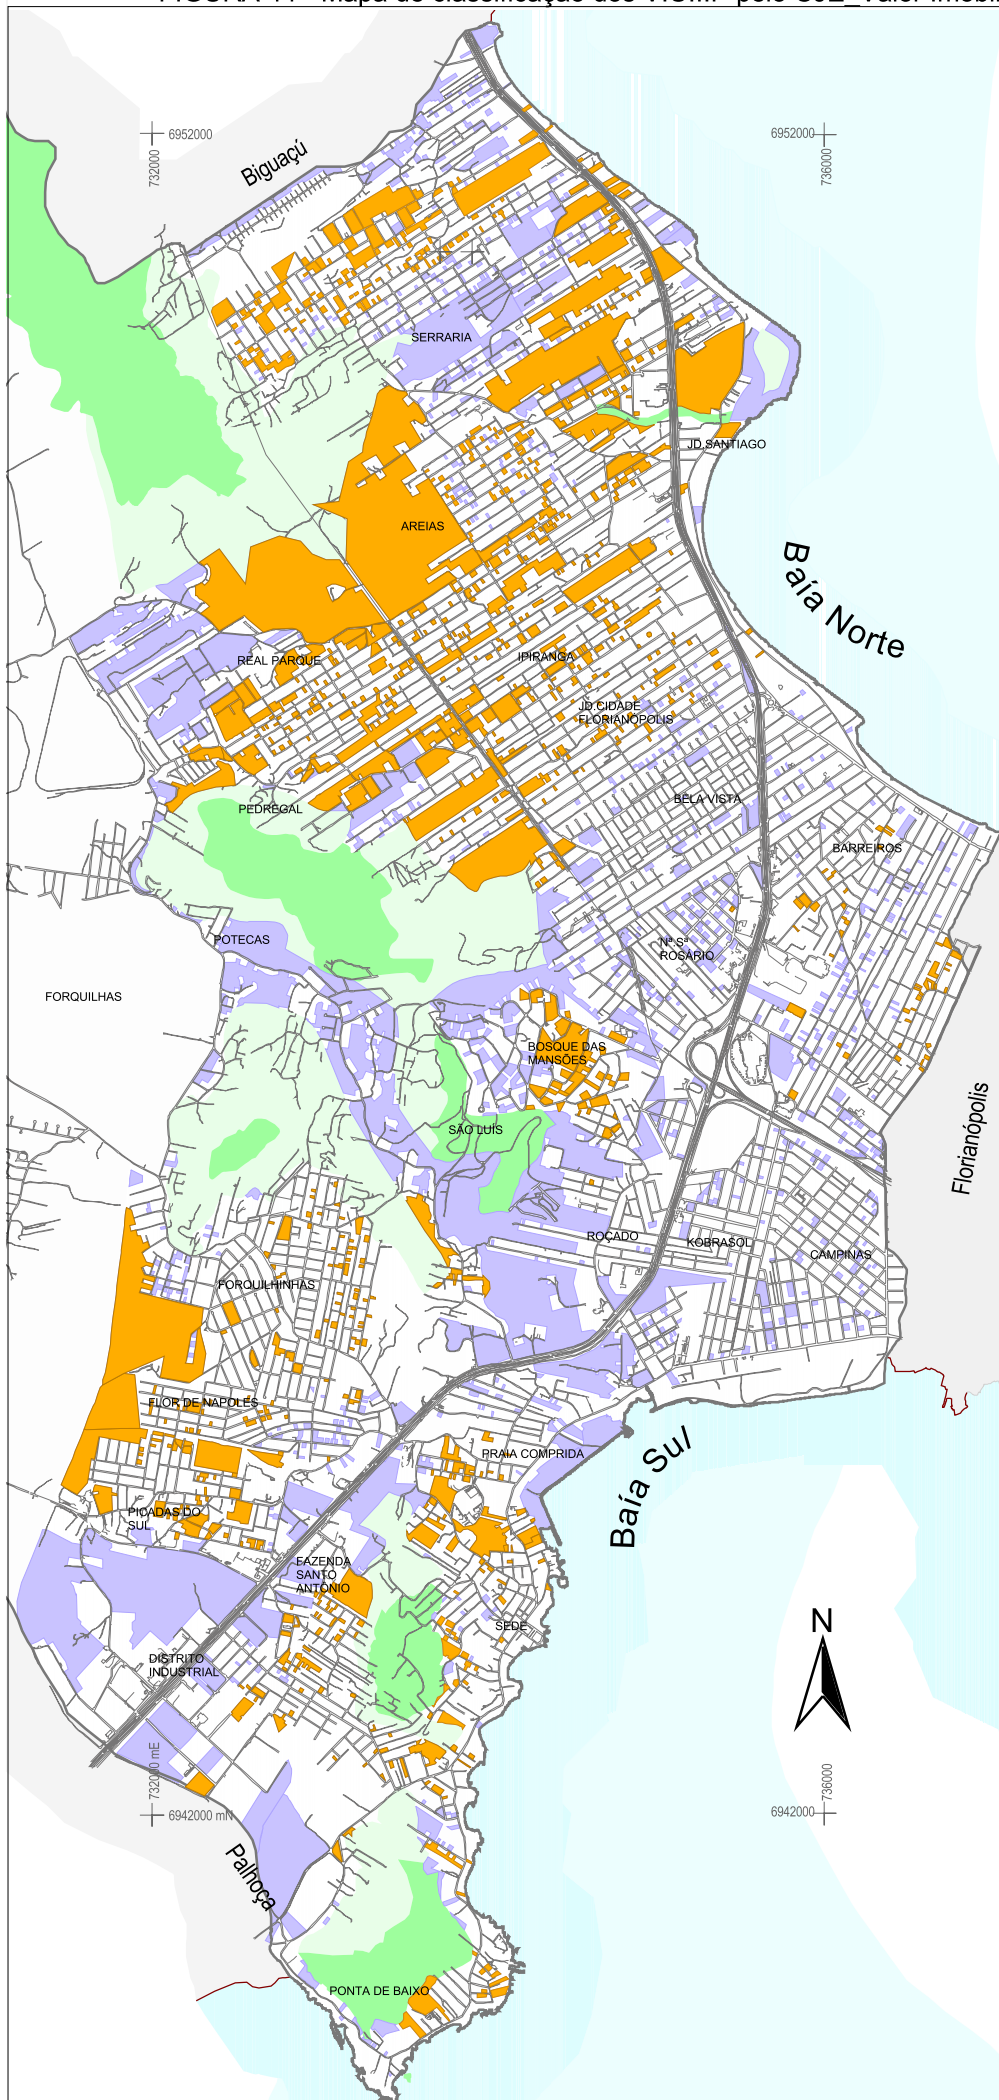 6952000
732000
6952000
736000
Biguaçú
SERRARIA
JD.SANTIAGO
AREIAS
Baía Norte
REAL PARQUE
IPIRANGA
JD.CIDADE
FLORIANÓPOLIS
PEDREGAL
BELA VISTA
BARREIROS
POTECAS
Nª Sª
ROSÁRIO
FORQUILHAS
BOSQUE DAS
MANSÕES
SÃO LUÍS
Florianópolis
ROÇADO
KOBRASOL
CAMPINAS
FORQUILHINHAS
FLOR DE NÁPOLES
PRAIA COMPRIDA
Baía Sul
PICADAS DO
SUL
FAZENDA
SANTO
ANTÔNIO
SEDE
N
DISTRITO
INDUSTRIAL
732000 mE
6942000 mN
736000
6942000
Palhoça
PONTA DE BAIXO